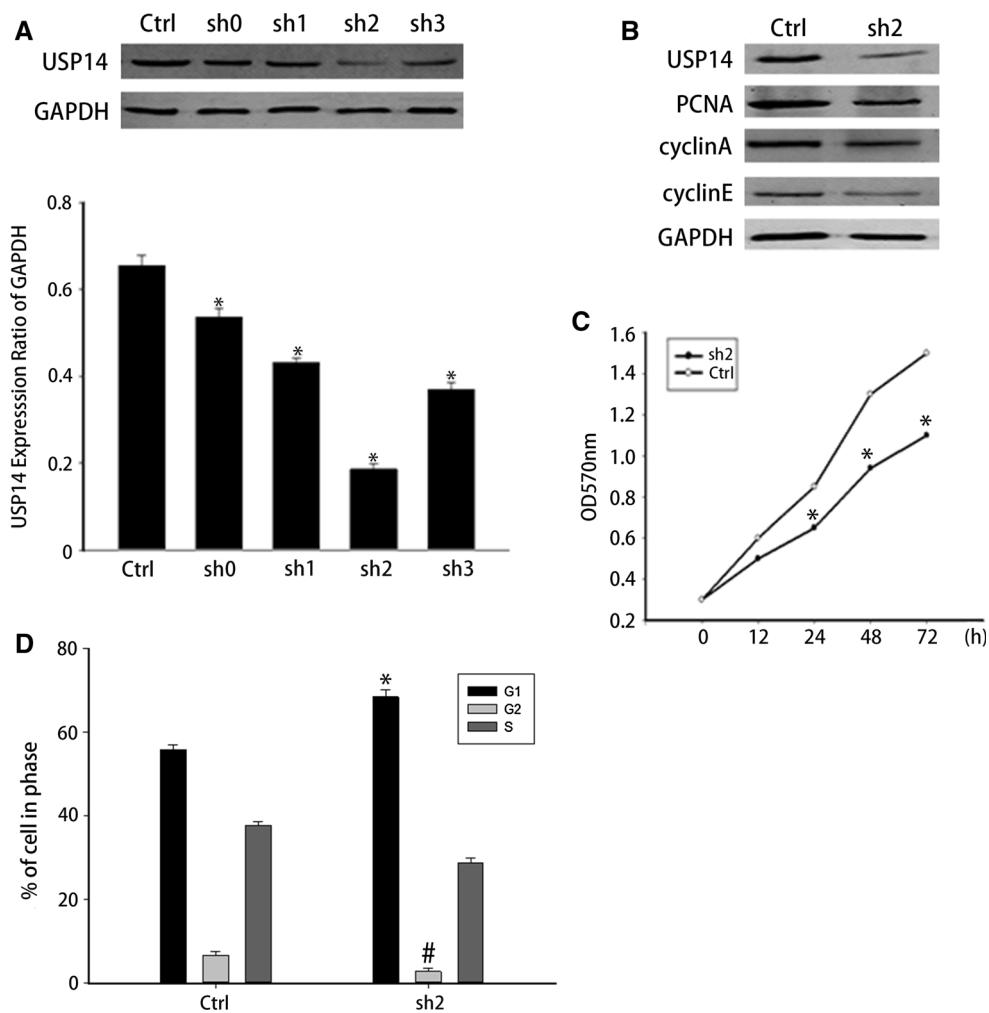 A
Ctrl sh0 sh1 sh2 sh3
USP14
GAPDH
0.8
0.6
0.4
0.2
0
USP14 Expresssion Ratio of GAPDH
* * * *
Ctrl sh0 sh1 sh2 sh3
B
Ctrl sh2
USP14
PCNA
cyclinA
cyclinE
GAPDH
C
1.6
1.4
1.2
1.0
0.8
0.6
0.4
0.2
OD570nm
sh2
Ctrl
* * *
0 12 24 48 72 (h)
D
80
60
40
20
0
% of cell in phase
*
#
G1
G2
S
Ctrl sh2